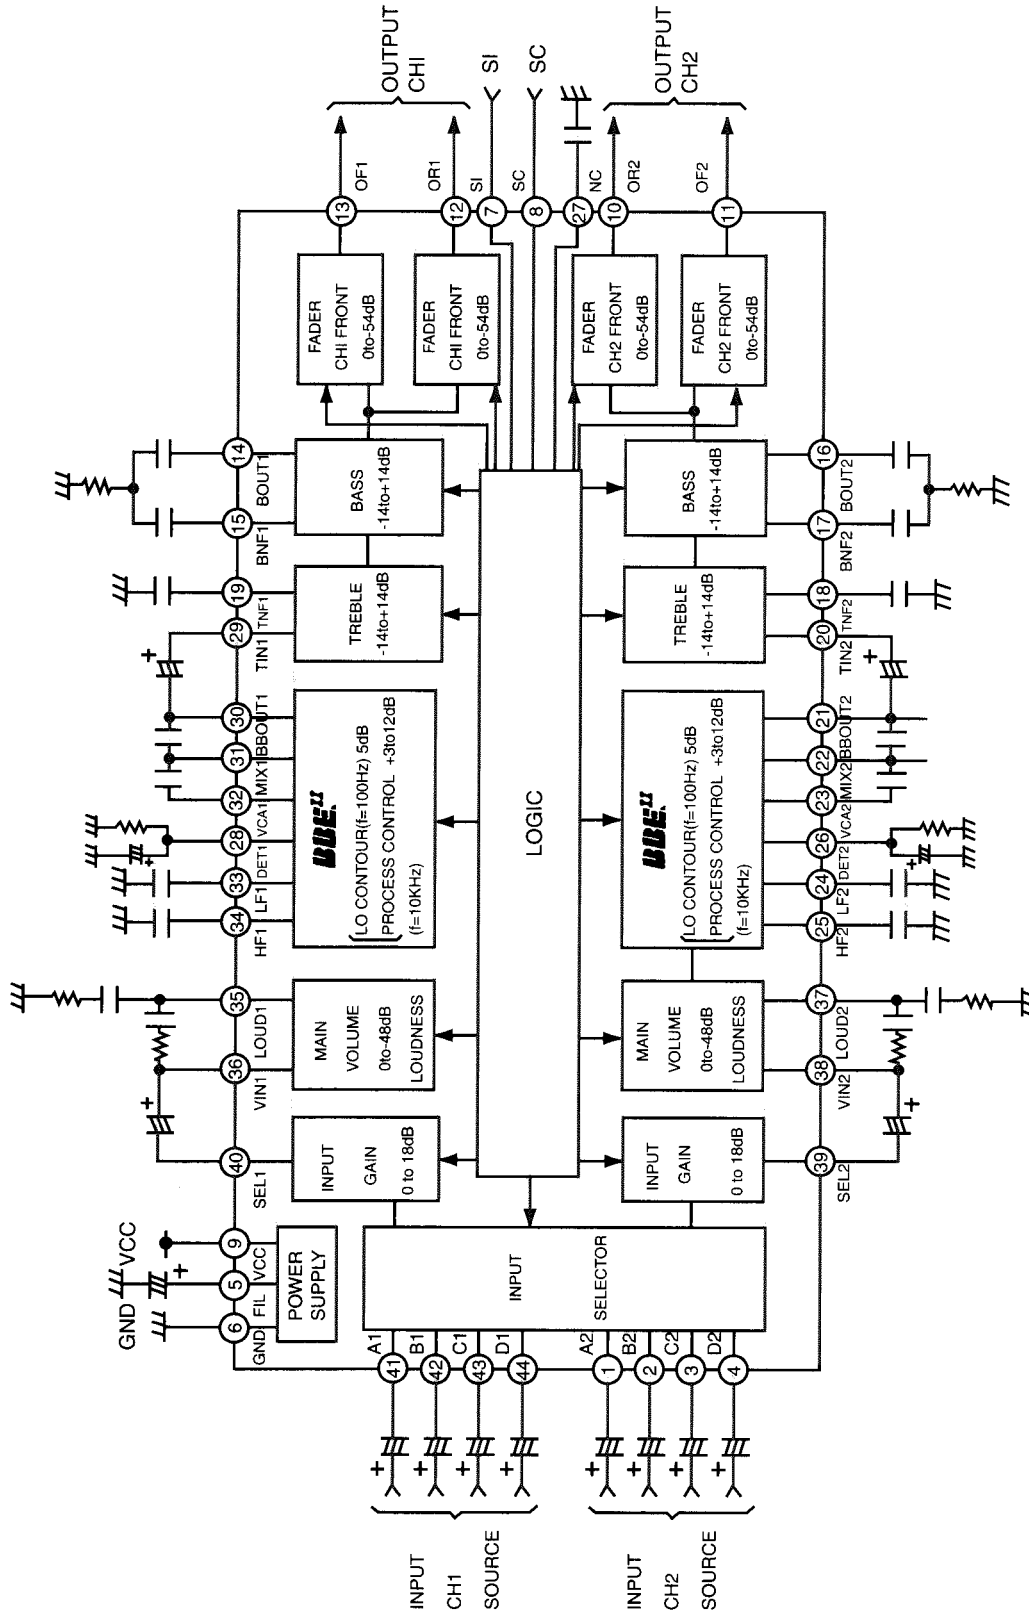 OUTPUT
CHI
SI
SC
OUTPUT
CH2
OF1
OR1
SI
SC
NC
OR2
OF2
13
12
7
8
27
10
11
FADER
CHI FRONT
0to-54dB
FADER
CHI FRONT
0to-54dB
FADER
CH2 FRONT
0to-54dB
FADER
CH2 FRONT
0to-54dB
14
BOUT1
15
BNF1
19
TNF1
29
TIN1
30
BBOUT1
31
MIX1
32
VCA1
28
DET1
33
LF1
34
HF1
35
LOUD1
36
VIN1
40
SEL1
9
VCC
5
FIL
6
GND
VCC
GND
+
+
+
+
BASS
-14to+14dB
TREBLE
-14to+14dB
BBE II
LO CONTOUR(f=100Hz) 5dB
PROCESS CONTROL +3to12dB
(f=10KHz)
MAIN
VOLUME
0to-48dB
LOUDNESS
INPUT
GAIN
0 to 18dB
POWER
SUPPLY
LOGIC
INPUT
SELECTOR
BASS
-14to+14dB
TREBLE
-14to+14dB
BBE II
LO CONTOUR(f=100Hz) 5dB
PROCESS CONTROL +3to12dB
(f=10KHz)
MAIN
VOLUME
0to-48dB
LOUDNESS
INPUT
GAIN
0 to 18dB
16
BOUT2
17
BNF2
18
TNF2
20
TIN2
21
BBOUT2
22
MIX2
23
VCA2
26
DET2
24
LF2
25
HF2
37
LOUD2
38
VIN2
39
SEL2
+
+
+
A1
B1
C1
D1
A2
B2
C2
D2
41
42
43
44
1
2
3
4
+
+
+
+
+
+
+
+
INPUT
CH1
SOURCE
INPUT
CH2
SOURCE